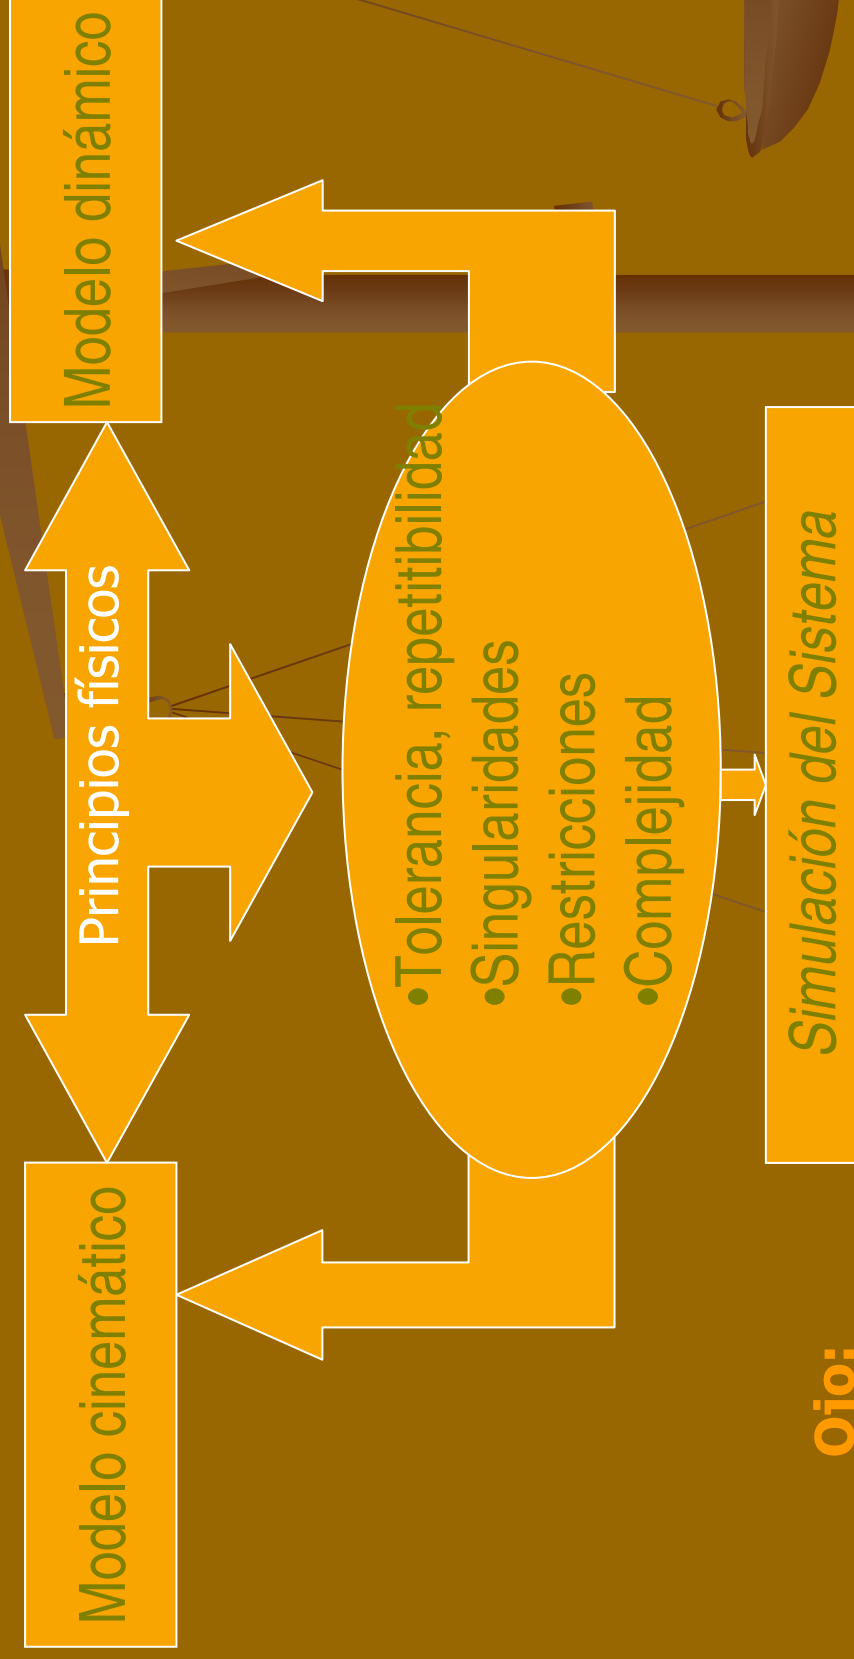 Modelo cinemático
Principios físicos
Modelo dinámico
•Tolerancia, repetitibilidad
•Singularidades
•Restricciones
•Complejidad
Simulación del Sistema
Ojo: